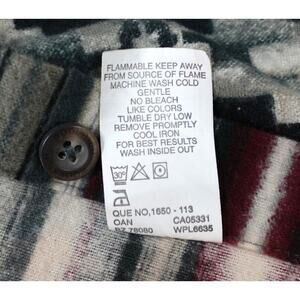 FLAMMABLE KEEP AWAY
FROM SOURCE OF FLAME
MACHINE WASH COLD
GENTLE
NO BLEACH
LIKE COLORS
TUMBLE DRY LOW
REMOVE PROMPTLY
COOL IRON
FOR BEST RESULTS
WASH INSIDE OUT
30°
QUE NO, 1650 - 113
OAN CA05331
78080 WPL6635